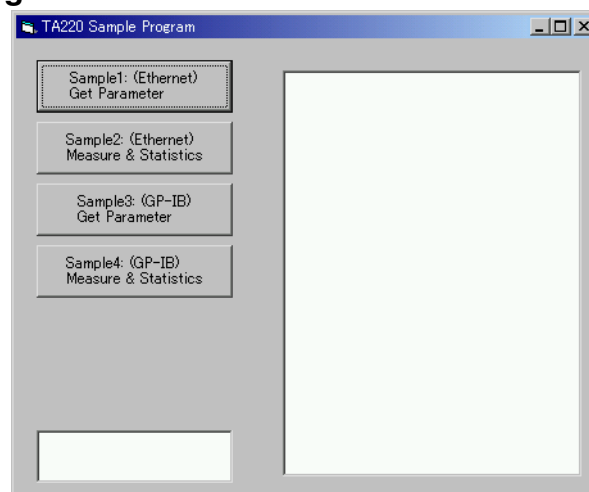 g
TA220 Sample Program
Sample1: (Ethernet)
Get Parameter
Sample2: (Ethernet)
Measure & Statistics
Sample3: (GP-IB)
Get Parameter
Sample4: (GP-IB)
Measure & Statistics